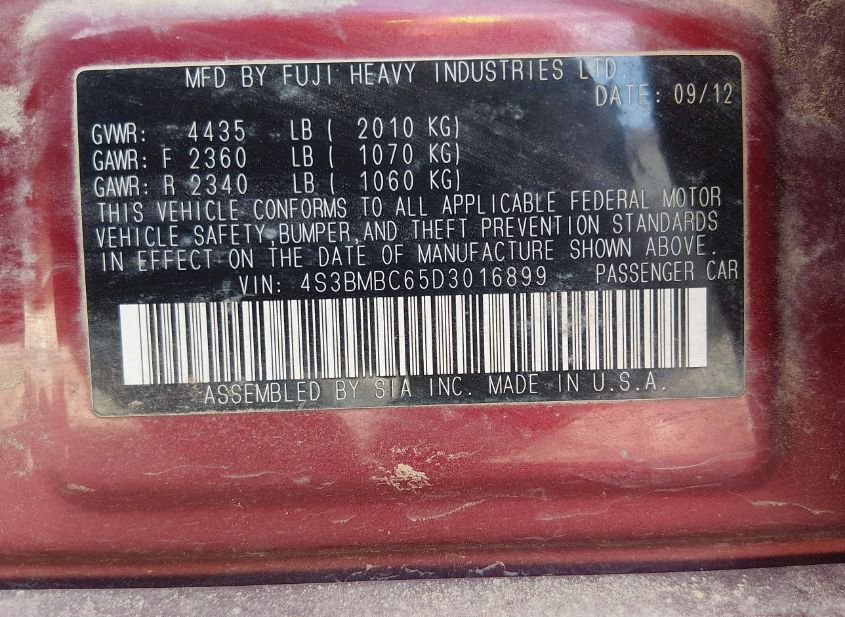 MFD BY FUJI HEAVY INDUSTRIES LTD.
DATE: 09/12
GVWR: 4435 LB ( 2010 KG)
GAWR: F 2360 LB ( 1070 KG)
GAWR: R 2340 LB ( 1060 KG)
THIS VEHICLE CONFORMS TO ALL APPLICABLE FEDERAL MOTOR
VEHICLE SAFETY,BUMPER,AND THEFT PREVENTION STANDARDS
IN EFFECT ON THE DATE OF MANUFACTURE SHOWN ABOVE.
VIN: 4S3BMBC65D3016899 PASSENGER CAR
ASSEMBLED BY SIA INC. MADE IN U.S.A.